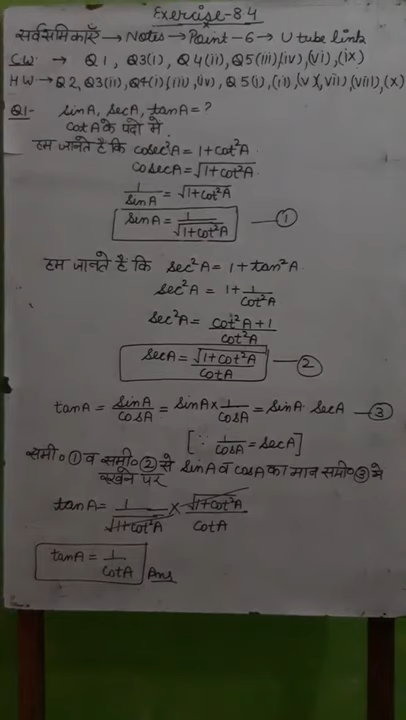 Exercise-8.4
सर्वसमिकाएँ → Notes → Point-6 → U tube link
CW → Q1, Q3(i), Q4(ii), Q5(iii)(iv),(vi),(ix)
HW → Q2, Q3(ii), Q4(i)(iii),(iv), Q5(i),(ii),(v),(vii)(viii),(x)
Q1- sinA, secA, tanA = ?
cotA के पदों में
हम जानते हैं कि cosec²A = 1+cot²A
cosecA = √1+cot²A
1/sinA = √1+cot²A
sinA = 1/√1+cot²A — ①
हम जानते हैं कि sec²A = 1+tan²A
sec²A = 1+1/cot²A
sec²A = cot²A+1/cot²A
secA = √1+cot²A/cotA — ②
tanA = sinA/cosA = sinA×1/cosA = sinA· secA — ③
[∵ 1/cosA = secA]
समी० ① व समी० ② से sinA व cosA का मान समी० ③ में
रखने पर
tanA = 1/√1+cot²A × √1+cot²A/cotA
tanA = 1/cotA Ans